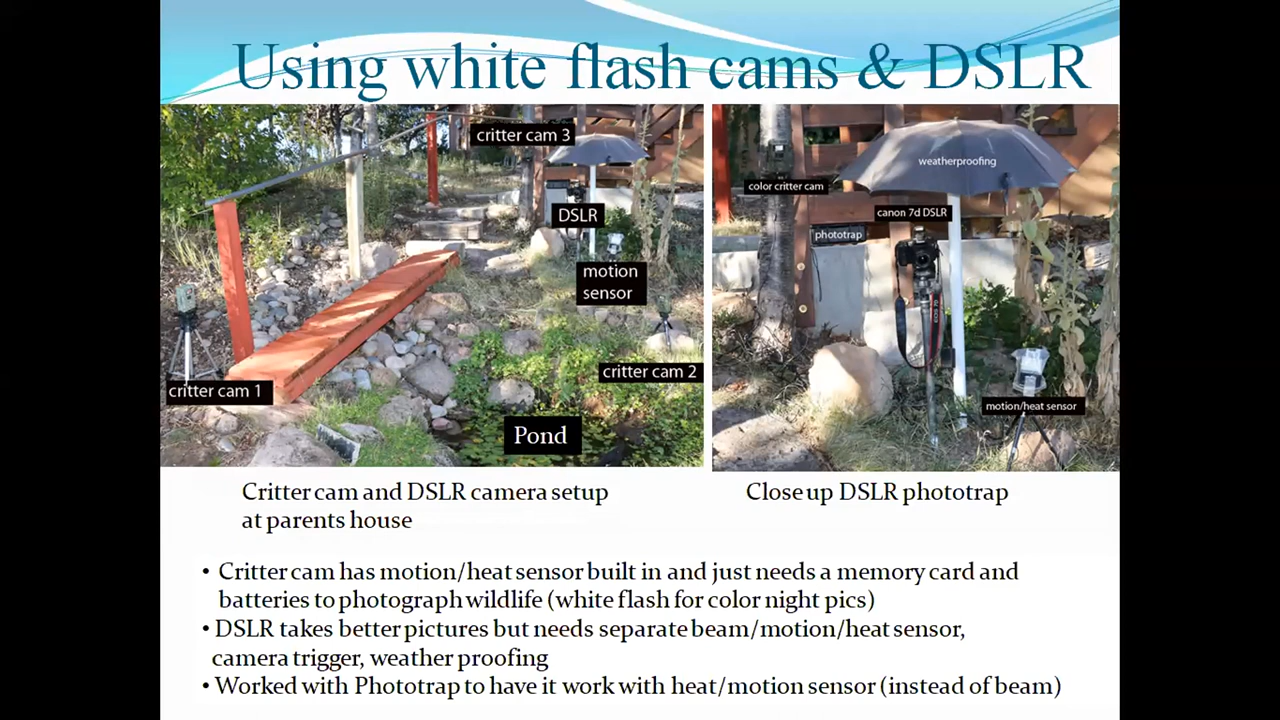 Using white flash cams & DSLR
critter cam 3
DSLR
motion
sensor
critter cam 2
critter cam 1
Pond
weatherproofing
color critter cam
canon 7d DSLR
phototrap
motion/heat sensor
Critter cam and DSLR camera setup
at parents house
Close up DSLR phototrap
• Critter cam has motion/heat sensor built in and just needs a memory card and
batteries to photograph wildlife (white flash for color night pics)
• DSLR takes better pictures but needs separate beam/motion/heat sensor,
camera trigger, weather proofing
• Worked with Phototrap to have it work with heat/motion sensor (instead of beam)